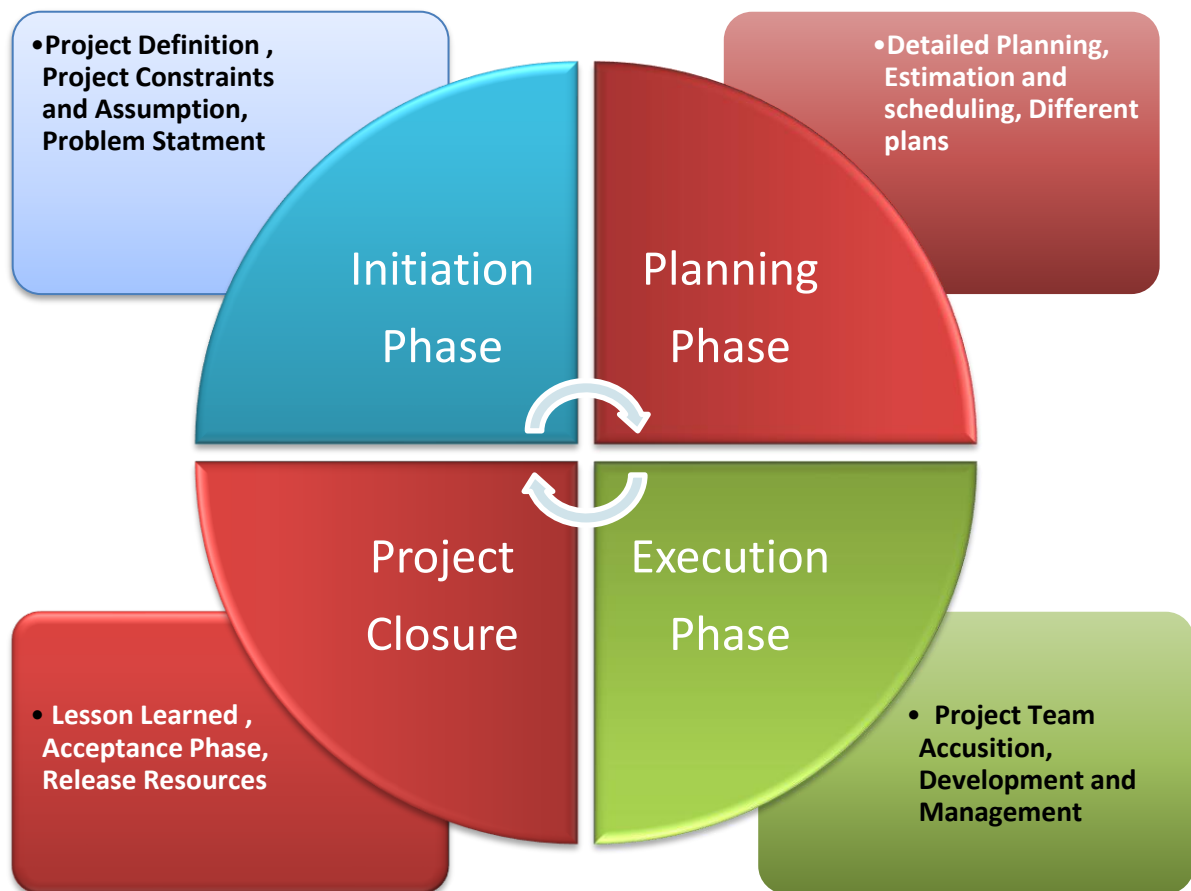 •Project Definition ,
Project Constraints
and Assumption,
Problem Statment
•Detailed Planning,
Estimation and
scheduling, Different
plans
Initiation
Phase
Planning
Phase
Project
Closure
Execution
Phase
• Lesson Learned ,
Acceptance Phase,
Release Resources
• Project Team
Accusition,
Development and
Management